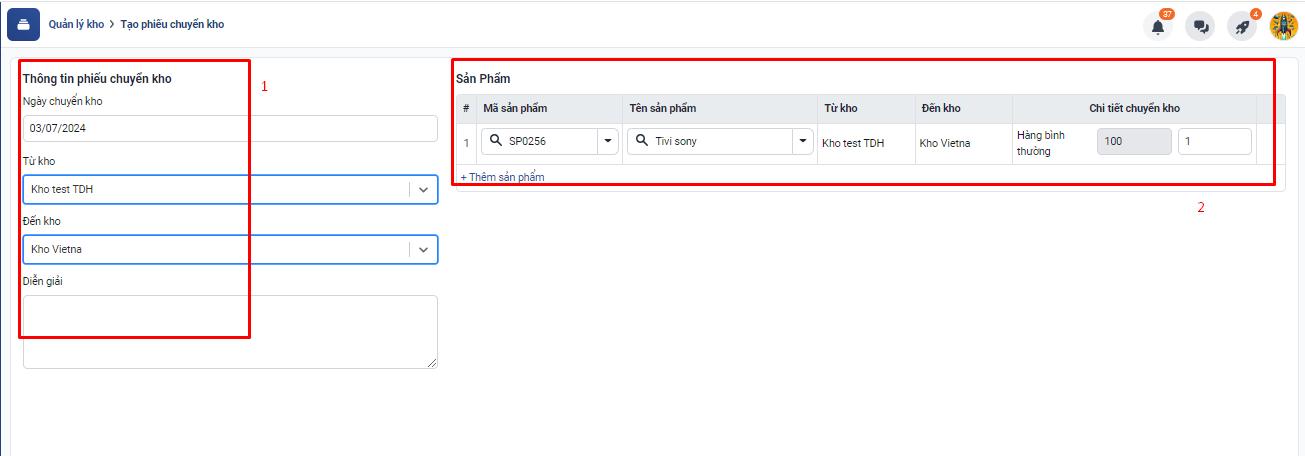 Quản lý kho > Tạo phiếu chuyển kho
37
4
Thông tin phiếu chuyển kho
1
Ngày chuyển kho
03/07/2024
Từ kho
Kho test TDH
Đến kho
Kho Vietna
Diễn giải
Sản Phẩm
# Mã sản phẩm Tên sản phẩm Từ kho Đến kho Chi tiết chuyển kho
1 SP0256 Tivi sony Kho test TDH Kho Vietna Hàng bình thường 100 1
+ Thêm sản phẩm
2